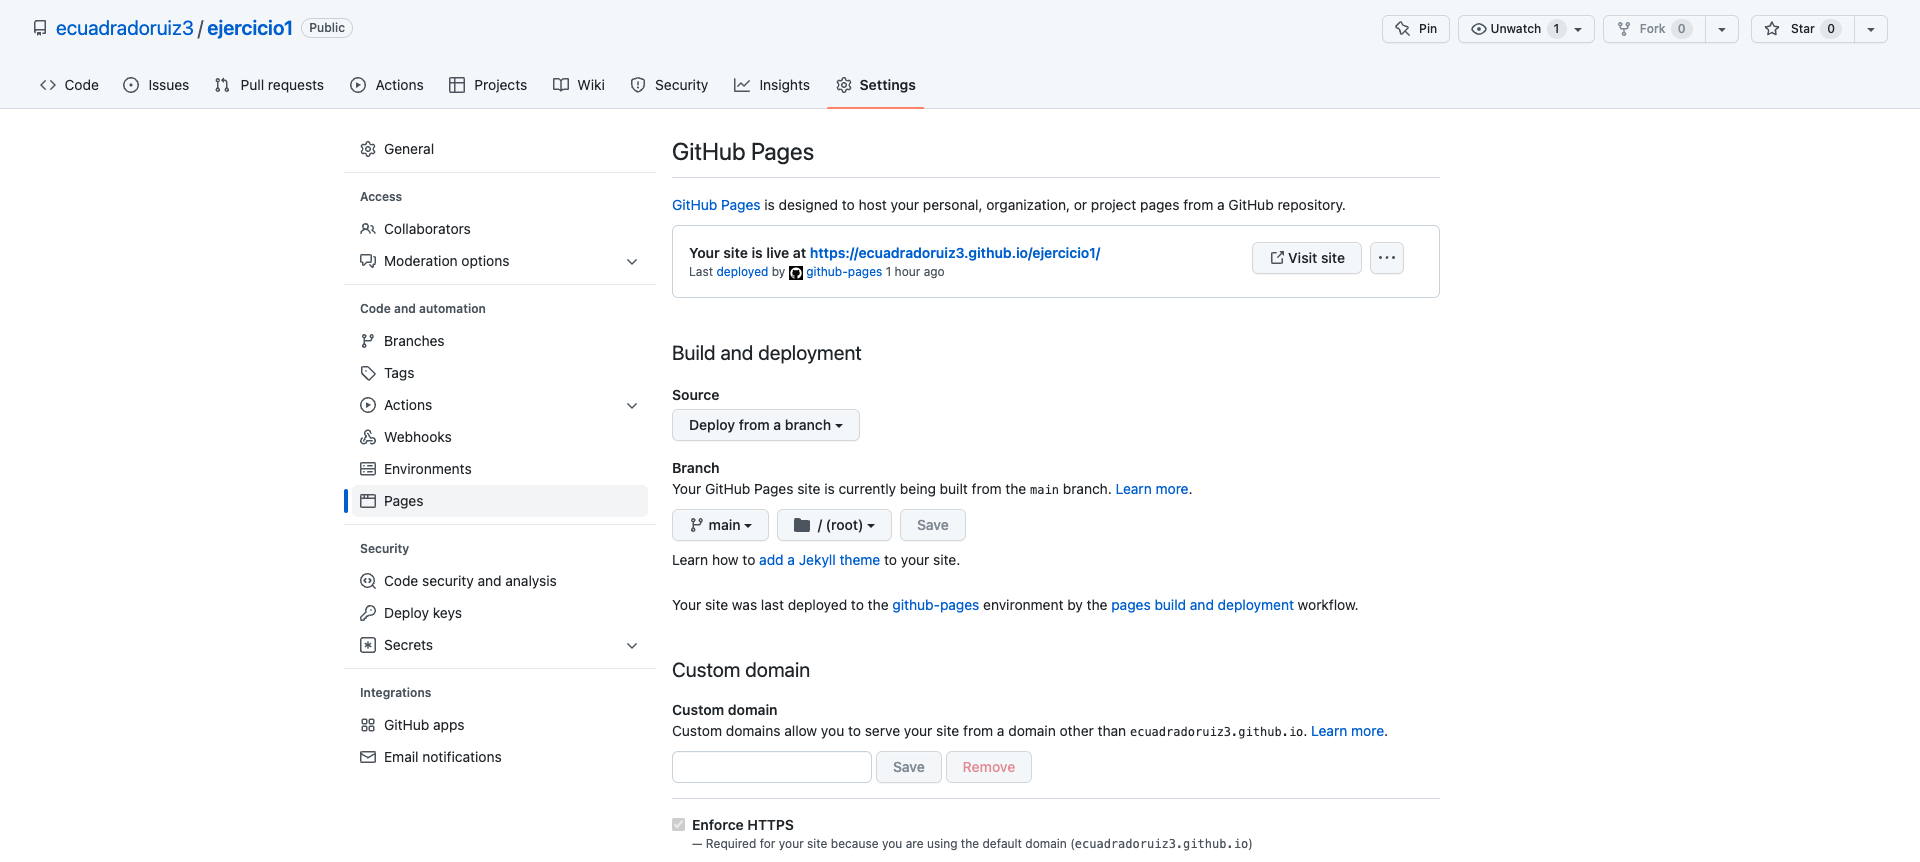 ecuadradoruiz3 / ejercicio1 Public
Pin Unwatch 1 Fork 0 Star 0
Code Issues Pull requests Actions Projects Wiki Security Insights Settings
General
Access
Collaborators
Moderation options
Code and automation
Branches
Tags
Actions
Webhooks
Environments
Pages
Security
Code security and analysis
Deploy keys
Secrets
Integrations
GitHub apps
Email notifications
GitHub Pages
GitHub Pages is designed to host your personal, organization, or project pages from a GitHub repository.
Your site is live at https://ecuadradoruiz3.github.io/ejercicio1/
Last deployed by github-pages 1 hour ago
Visit site
Build and deployment
Source
Deploy from a branch
Branch
Your GitHub Pages site is currently being built from the main branch. Learn more.
main / (root) Save
Learn how to add a Jekyll theme to your site.
Your site was last deployed to the github-pages environment by the pages build and deployment workflow.
Custom domain
Custom domain
Custom domains allow you to serve your site from a domain other than ecuadradoruiz3.github.io. Learn more.
Save Remove
Enforce HTTPS
— Required for your site because you are using the default domain (ecuadradoruiz3.github.io)